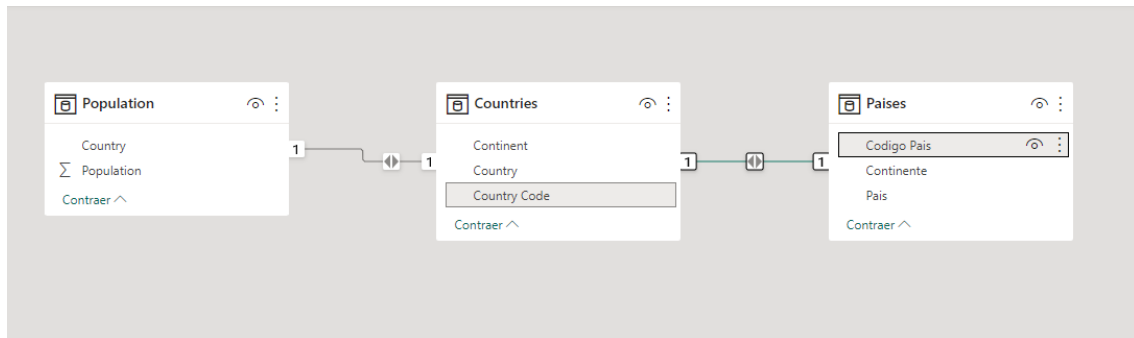 Population
Country
Population
Contraer
1
1
Countries
Continent
Country
Country Code
Contraer
1
1
Paises
Codigo Pais
Continente
Pais
Contraer